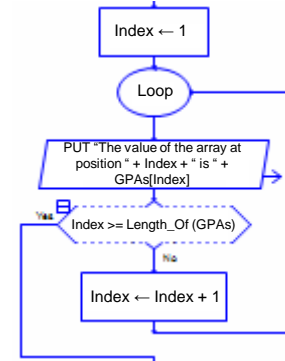 Index ← 1
Loop
PUT “The value of the array at
position “ + Index + “ is “ +
GPAs[Index]
Yes
Index >= Length_Of (GPAs)
No
Index ← Index + 1